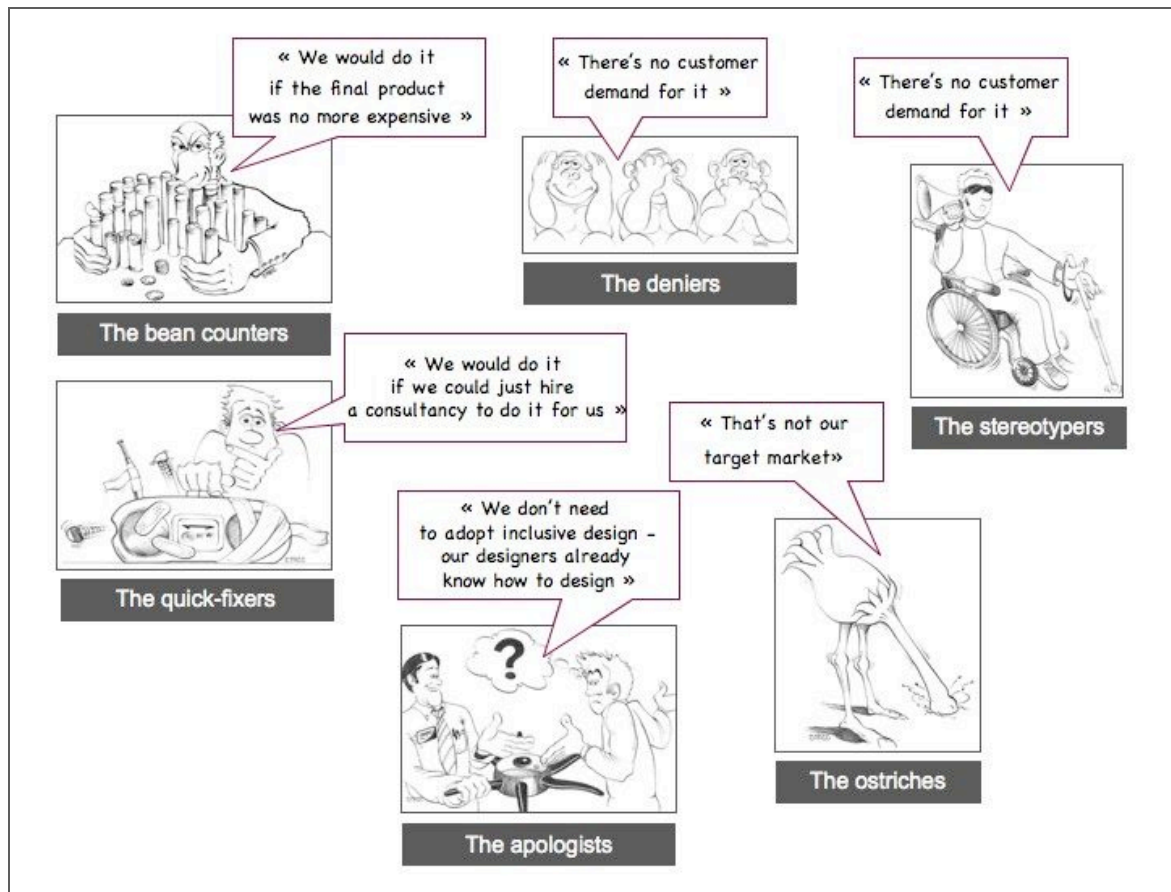 « We would do it
if the final product
was no more expensive »
The bean counters
« There's no customer
demand for it »
The deniers
« There's no customer
demand for it »
The stereotypers
« We would do it
if we could just hire
a consultancy to do it for us »
The quick-fixers
« We don't need
to adopt inclusive design -
our designers already
know how to design »
?
The apologists
« That's not our
target market»
The ostriches